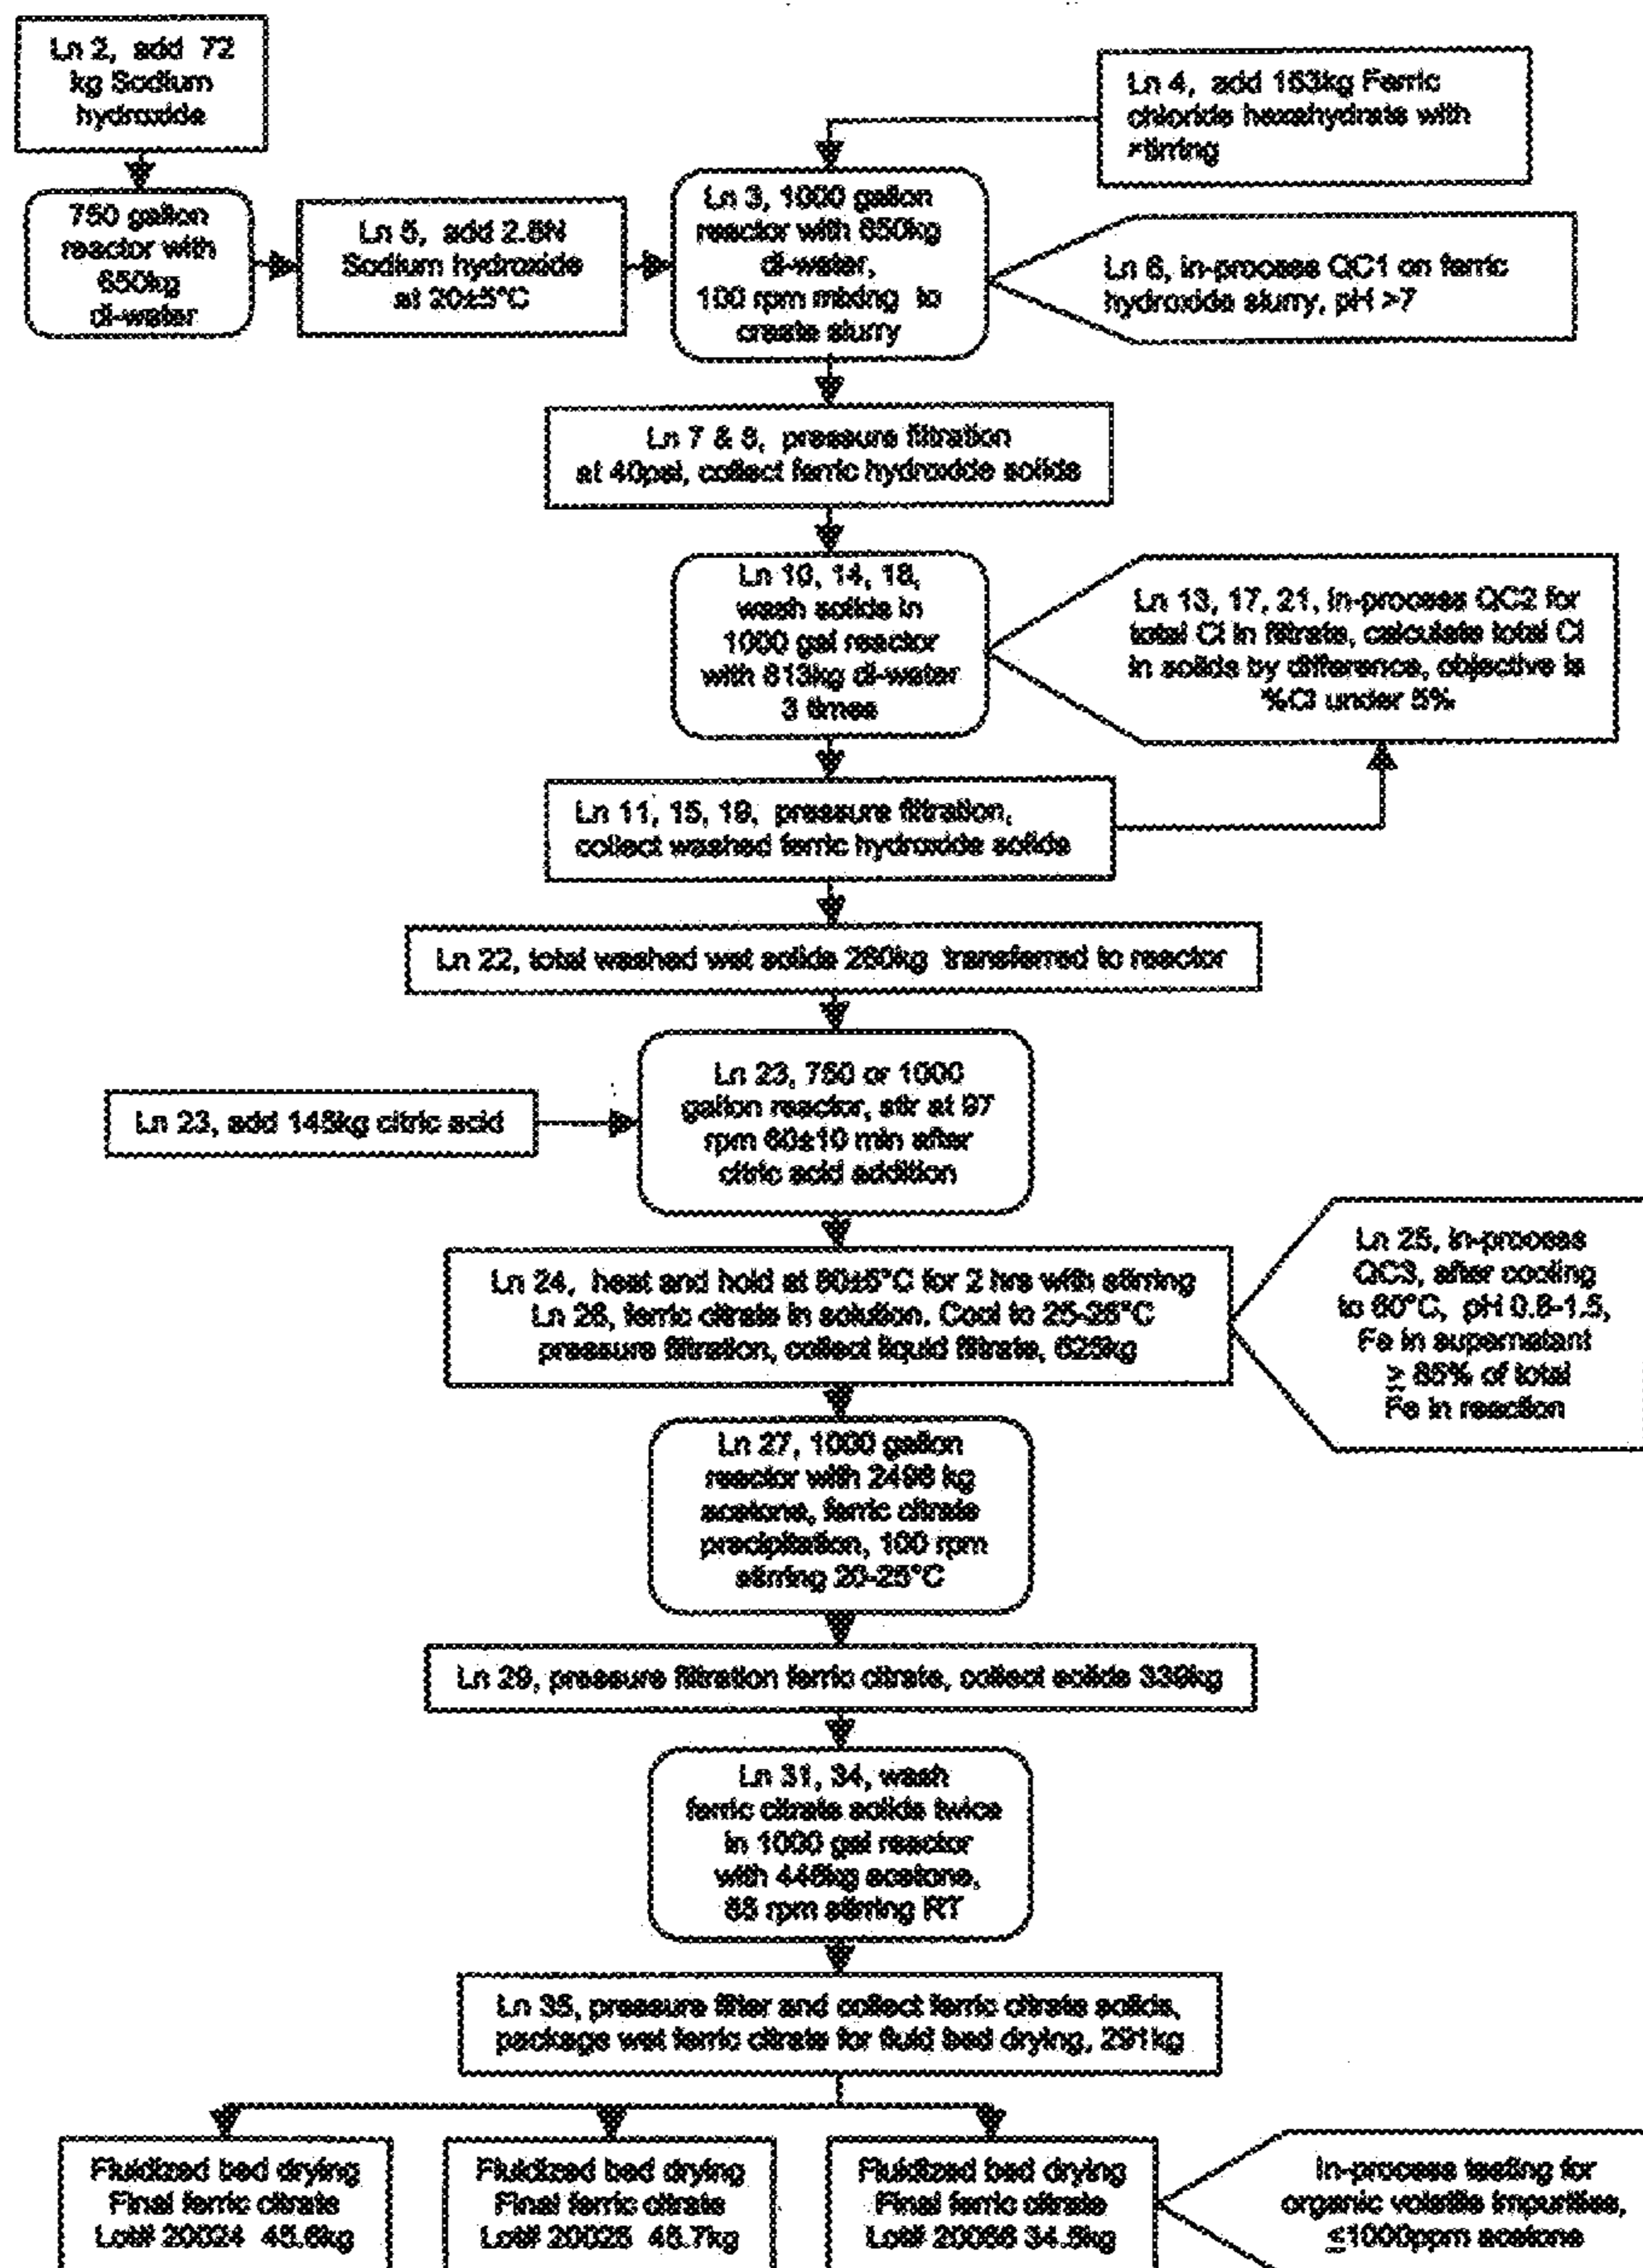 Ln 2, add 72
kg Sodium
hydroxide
Ln 4, add 163kg Ferric
chloride hexahydrate with
stirring
750 gallon
reactor with
650kg
di-water
Ln 5, add 2.5N
Sodium hydroxide
at 20±5°C
Ln 3, 1000 gallon
reactor with 650kg
di-water,
100 rpm mixing to
create slurry
Ln 6, in-process QC1 on ferric
hydroxide slurry, pH >7
Ln 7 & 8, pressure filtration
at 40psi, collect ferric hydroxide solids
Ln 10, 14, 18,
wash solids in
1000 gal reactor
with 813kg di-water
3 times
Ln 13, 17, 21, in-process QC2 for
total Cl in filtrate, calculate total Cl
in solids by difference, objective is
%Cl under 5%
Ln 11, 15, 19, pressure filtration,
collect washed ferric hydroxide solids
Ln 22, total washed wet solids 280kg transferred to reactor
Ln 23, add 145kg citric acid
Ln 23, 750 or 1000
gallon reactor, stir at 97
rpm 60±10 min after
citric acid addition
Ln 24, heat and hold at 80±5°C for 2 hrs with stirring
Ln 26, ferric citrate in solution. Cool to
pressure filtration, collect liquid filtrate, 625kg
Ln 25, in-process
QC3, after cooling
to 60°C, pH 0.8-1.5,
Fe in supernatant
≥ 85% of total
Fe in reaction
Ln 27, 1000 gallon
reactor with kg
acetone, ferric citrate
precipitation, 100 rpm
stirring 20-25°C
Ln 29, pressure filtration ferric citrate, collect solids
Ln 31, 34, wash
ferric citrate solids twice
in 1000 gal reactor
with acetone,
rpm stirring RT
Ln 35, pressure filter and collect ferric citrate solids,
package wet ferric citrate for fluid bed drying, 291kg
Fluidized bed drying
Final ferric citrate
Lot# 20024 45.6kg
Fluidized bed drying
Final ferric citrate
Lot# 45.7kg
Fluidized bed drying
Final ferric citrate
Lot# 34.5kg
In-process testing for
organic volatile impurities,
≤1000ppm acetone